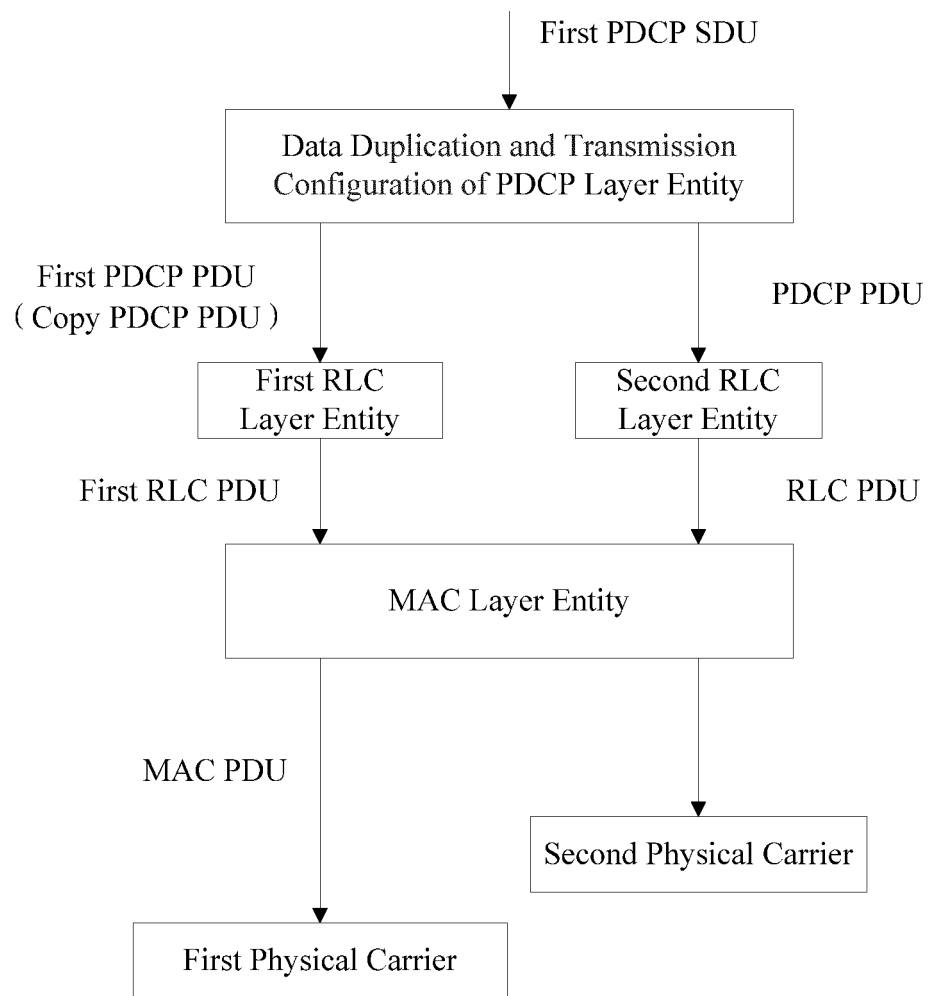 First PDCP SDU
Data Duplication and Transmission
Configuration of PDCP Layer Entity
First PDCP PDU
( Copy PDCP PDU )
PDCP PDU
First RLC
Layer Entity
Second RLC
Layer Entity
First RLC PDU
RLC PDU
MAC Layer Entity
MAC PDU
Second Physical Carrier
First Physical Carrier